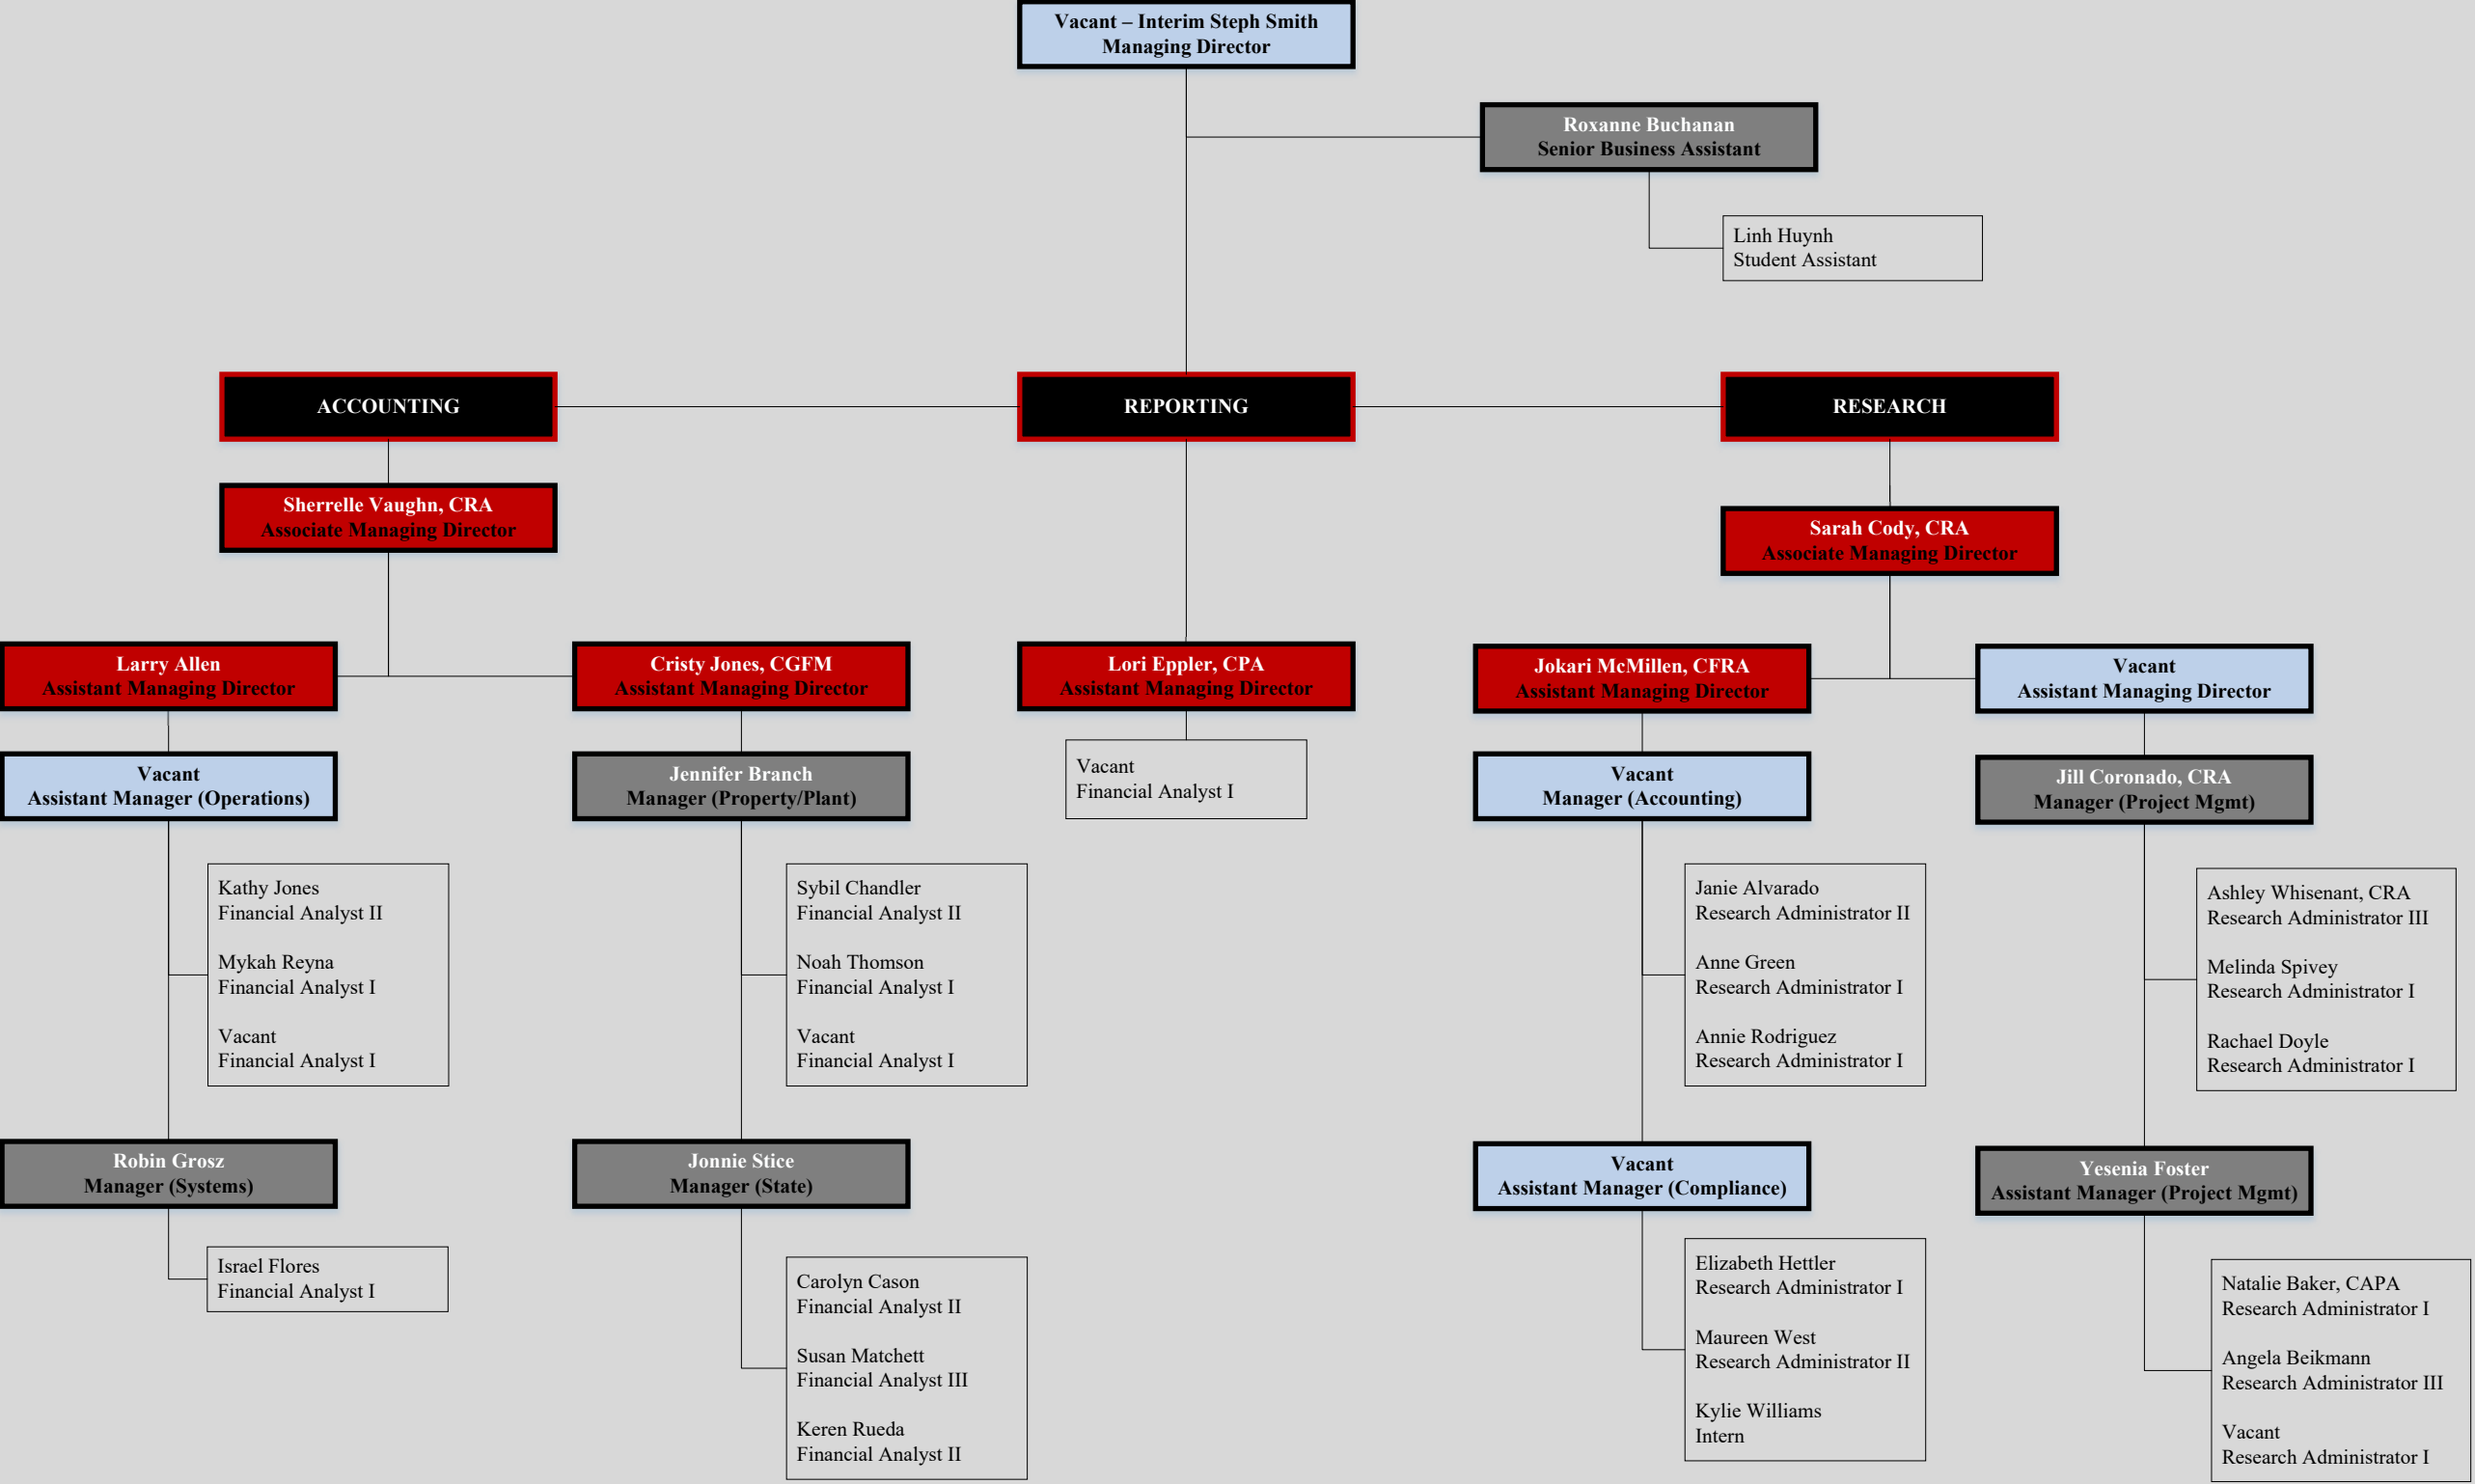 Vacant – Interim Steph Smith
Managing Director
Roxanne Buchanan
Senior Business Assistant
Linh Huynh
Student Assistant
ACCOUNTING
REPORTING
RESEARCH
Sherrelle Vaughn, CRA
Associate Managing Director
Sarah Cody, CRA
Associate Managing Director
Larry Allen
Assistant Managing Director
Cristy Jones, CGFM
Assistant Managing Director
Lori Eppler, CPA
Assistant Managing Director
Jokari McMillen, CFRA
Assistant Managing Director
Vacant
Assistant Managing Director
Vacant
Assistant Manager (Operations)
Jennifer Branch
Manager (Property/Plant)
Vacant
Financial Analyst I
Vacant
Manager (Accounting)
Jill Coronado, CRA
Manager (Project Mgmt)
Kathy Jones
Financial Analyst II
Mykah Reyna
Financial Analyst I
Vacant
Financial Analyst I
Sybil Chandler
Financial Analyst II
Noah Thomson
Financial Analyst I
Vacant
Financial Analyst I
Janie Alvarado
Research Administrator II
Anne Green
Research Administrator I
Annie Rodriguez
Research Administrator I
Ashley Whisenant, CRA
Research Administrator III
Melinda Spivey
Research Administrator I
Rachael Doyle
Research Administrator I
Robin Grosz
Manager (Systems)
Jonnie Stice
Manager (State)
Vacant
Assistant Manager (Compliance)
Yesenia Foster
Assistant Manager (Project Mgmt)
Israel Flores
Financial Analyst I
Carolyn Cason
Financial Analyst II
Susan Matchett
Financial Analyst III
Keren Rueda
Financial Analyst II
Elizabeth Hettler
Research Administrator I
Maureen West
Research Administrator II
Kylie Williams
Intern
Natalie Baker, CAPA
Research Administrator I
Angela Beikmann
Research Administrator III
Vacant
Research Administrator I